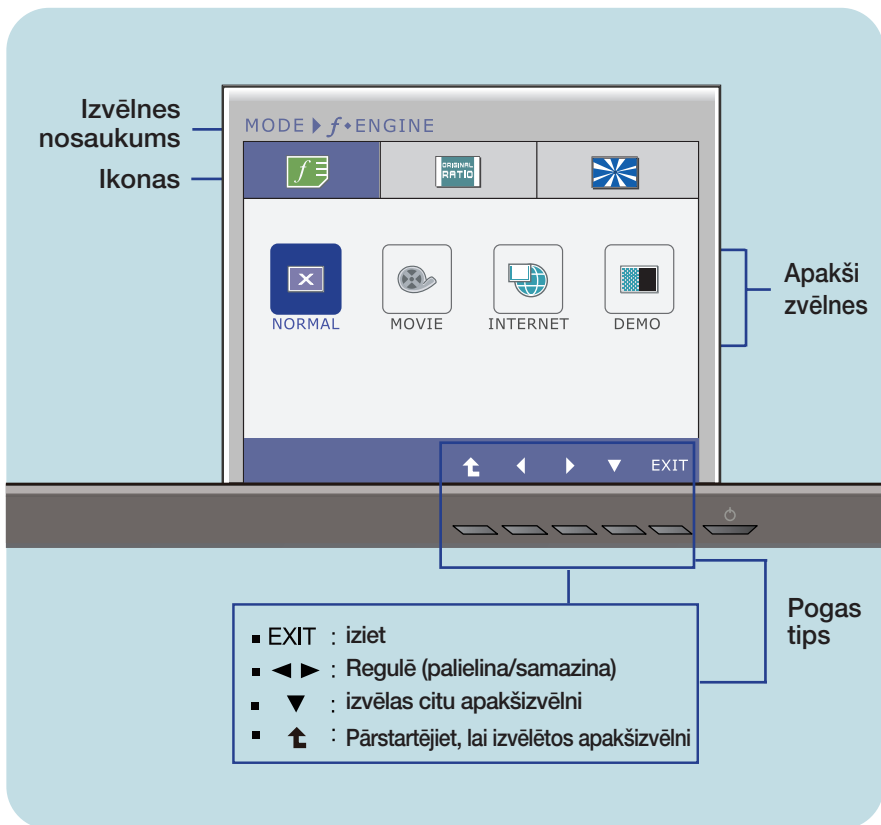 Izvēlnes
nosaukums
Ikonas
MODE f ENGINE
f
ORIGINAL
RATIO
NORMAL
MOVIE
INTERNET
DEMO
Apakši
zvēlnes
EXIT
Pogas
tips
EXIT : iziet
◄ ► : Regulē (palielina/samazina)
▼ : izvēlas citu apakšizvēlni
: Pārstartējiet, lai izvēlētos apakšizvēlni